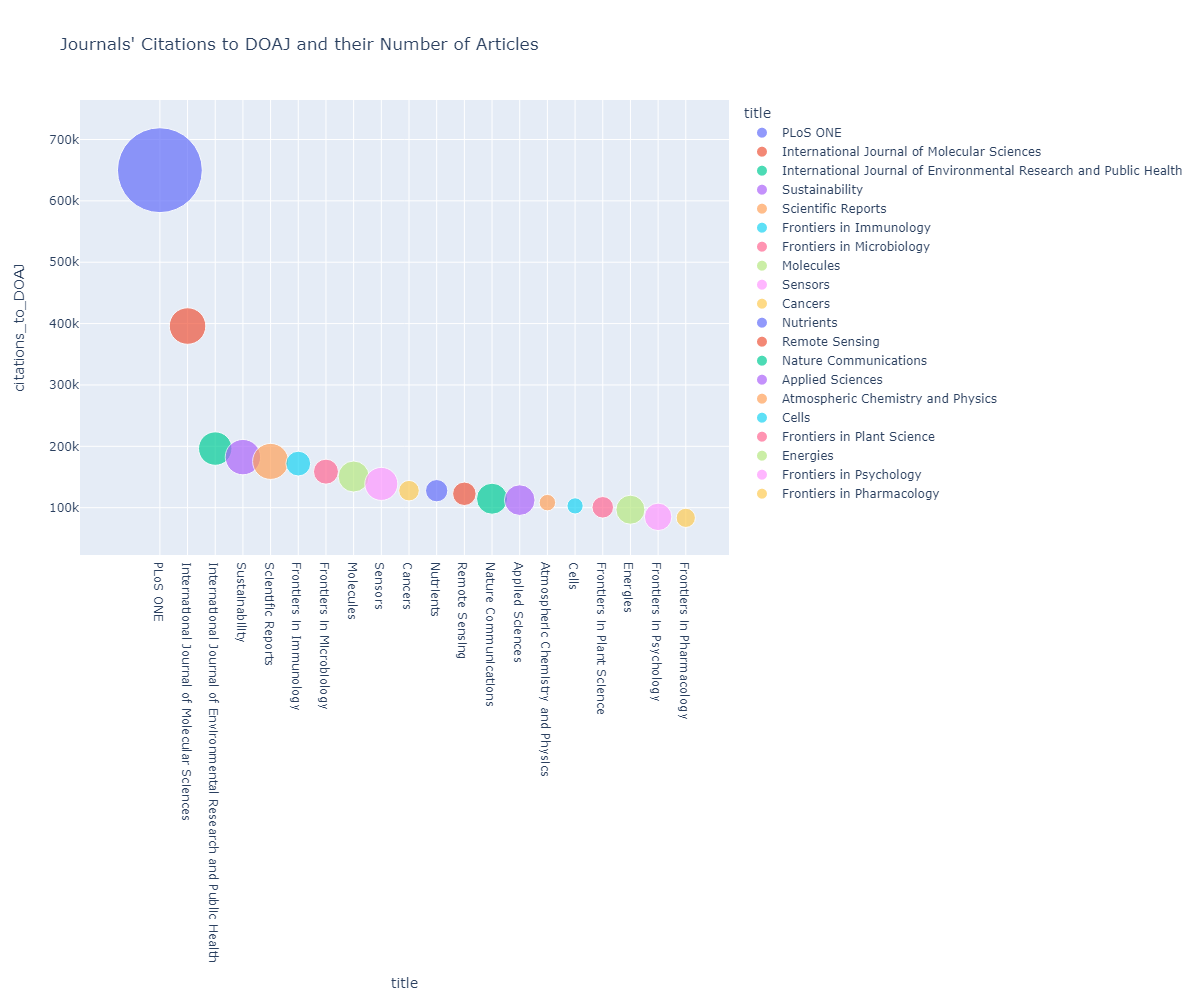 Journals' Citations to DOAJ and their Number of Articles
title
PLoS ONE
International Journal of Molecular Sciences
International Journal of Environmental Research and Public Health
Sustainability
Scientific Reports
Frontiers in Immunology
Frontiers in Microbiology
Molecules
Sensors
Cancers
Nutrients
Remote Sensing
Nature Communications
Applied Sciences
Atmospheric Chemistry and Physics
Cells
Frontiers in Plant Science
Energies
Frontiers in Psychology
Frontiers in Pharmacology
citations_to_DOAJ
700k
600k
500k
400k
300k
200k
100k
PLoS ONE
International Journal of Molecular Sciences
International Journal of Environmental Research and Public Health
Sustainability
Scientific Reports
Frontiers in Immunology
Frontiers in Microbiology
Molecules
Sensors
Cancers
Nutrients
Remote Sensing
Nature Communications
Applied Sciences
Atmospheric Chemistry and Physics
Cells
Frontiers in Plant Science
Energies
Frontiers in Psychology
Frontiers in Pharmacology
title